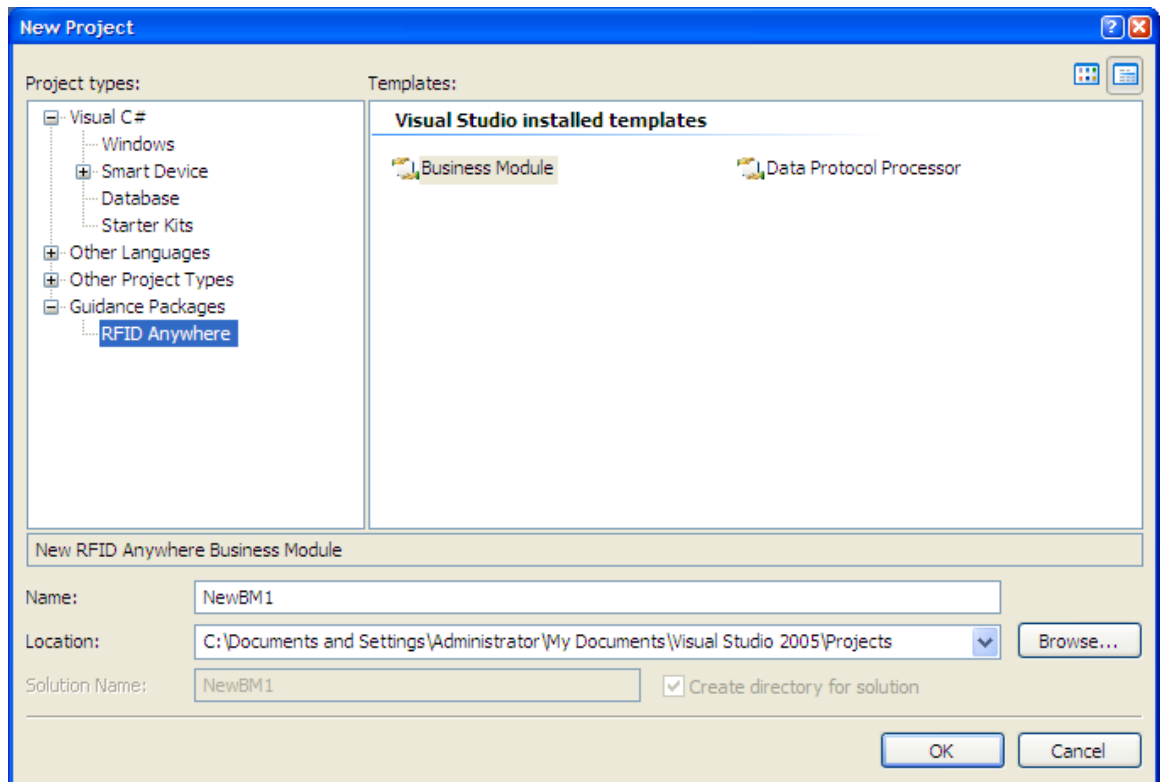 New Project
Project types:
Templates:
Visual C#
Windows
Smart Device
Database
Starter Kits
Other Languages
Other Project Types
Guidance Packages
RFID Anywhere
Visual Studio installed templates
Business Module
Data Protocol Processor
New RFID Anywhere Business Module
Name:
NewBM1
Location:
C:\Documents and Settings\Administrator\My Documents\Visual Studio 2005\Projects
Browse...
Solution Name:
NewBM1
Create directory for solution
OK
Cancel